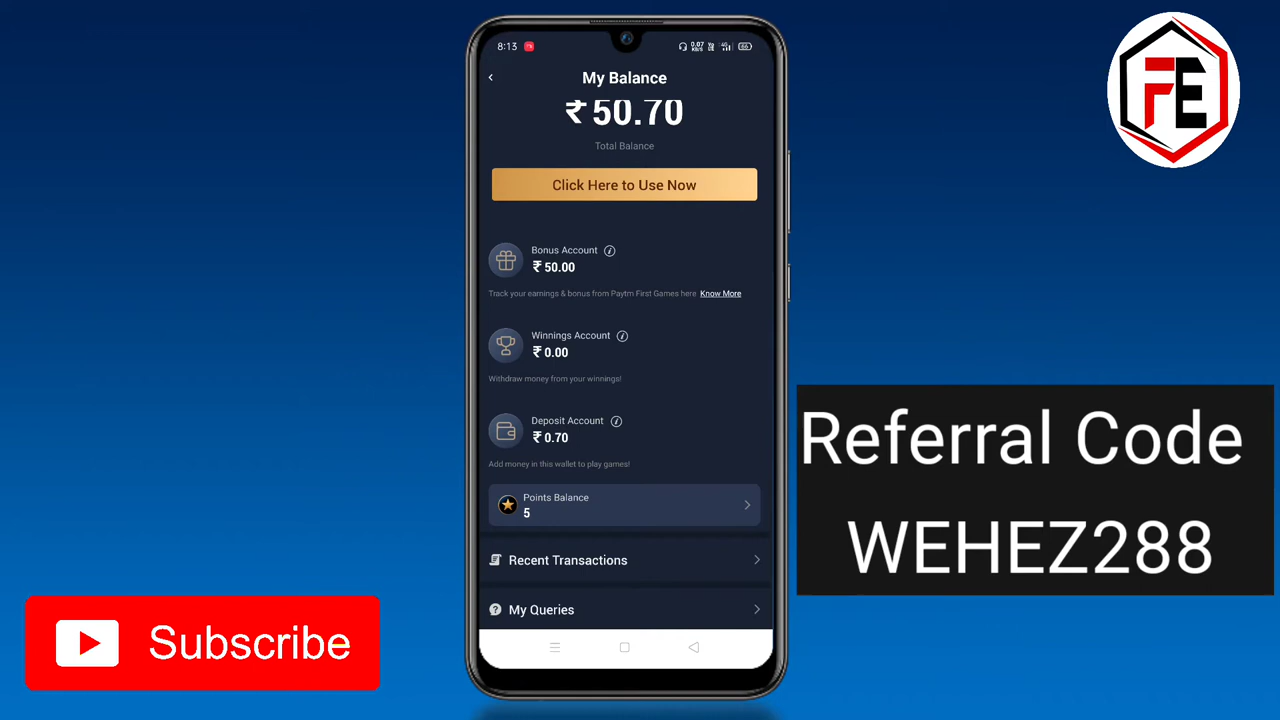 8:13
My Balance
₹ 50.70
Total Balance
Click Here to Use Now
Bonus Account
₹ 50.00
Track your earnings & bonus from Paytm First Games here Know More
Winnings Account
₹ 0.00
Withdraw money from your winnings!
Deposit Account
₹ 0.70
Add money in this wallet to play games!
Points Balance
5
Recent Transactions
My Queries
FE
Referral Code
WEHEZ288
Subscribe